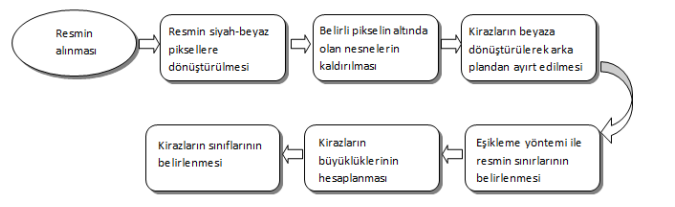 Resmin
alınması
Resmin siyah-beyaz
piksellere
dönüştürülmesi
Belirli pikselin altında
olan nesnelerin
kaldırılması
Kirazların beyaza
dönüştürülerek arka
plandan ayırt edilmesi
Eşikleme yöntemi ile
resmin sınırlarının
belirlenmesi
Kirazların
büyüklüklerinin
hesaplanması
Kirazların sınıflarının
belirlenmesi